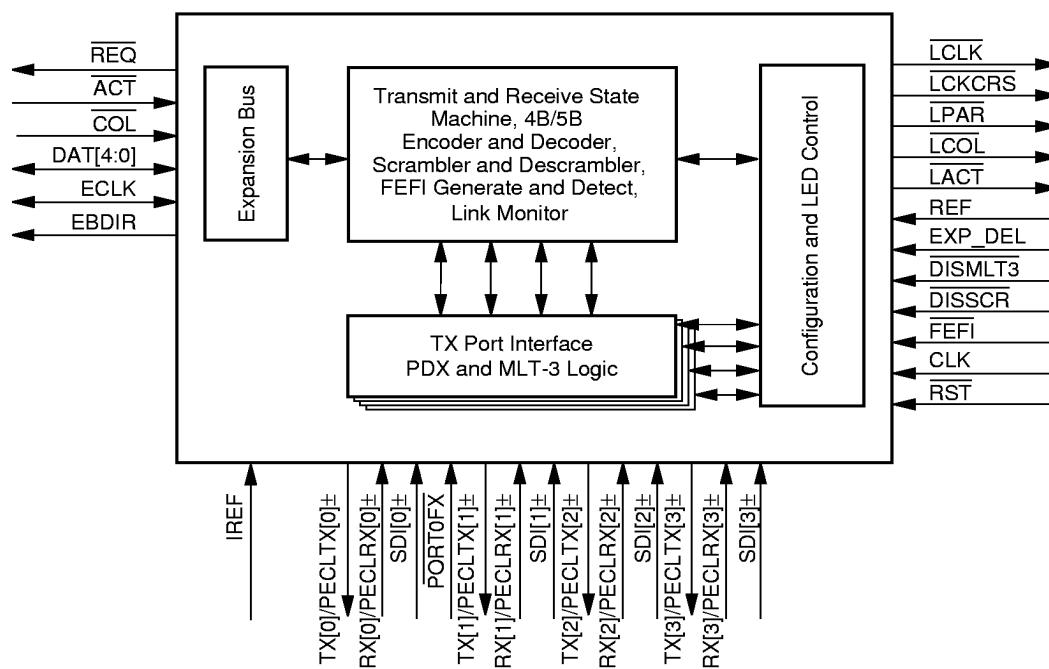 REQ
ACT
COL
DAT[4:0]
ECLK
EBDIR
Expansion Bus
Transmit and Receive State
Machine, 4B/5B
Encoder and Decoder,
Scrambler and Descrambler,
FEFI Generate and Detect,
Link Monitor
TX Port Interface
PDX and MLT-3 Logic
Configuration and LED Control
LCLK
LCKCRS
LPAR
LCOL
LACT
REF
EXP_DEL
DISMLT3
DISSCR
FEFI
CLK
RST
IREF
TX[0]/PECLTX[0]±
RX[0]/PECLRX[0]±
SDI[0]±
PORT0FX
TX[1]/PECLTX[1]±
RX[1]/PECLRX[1]±
SDI[1]±
TX[2]/PECLTX[2]±
RX[2]/PECLRX[2]±
SDI[2]±
TX[3]/PECLTX[3]±
RX[3]/PECLRX[3]±
SDI[3]±